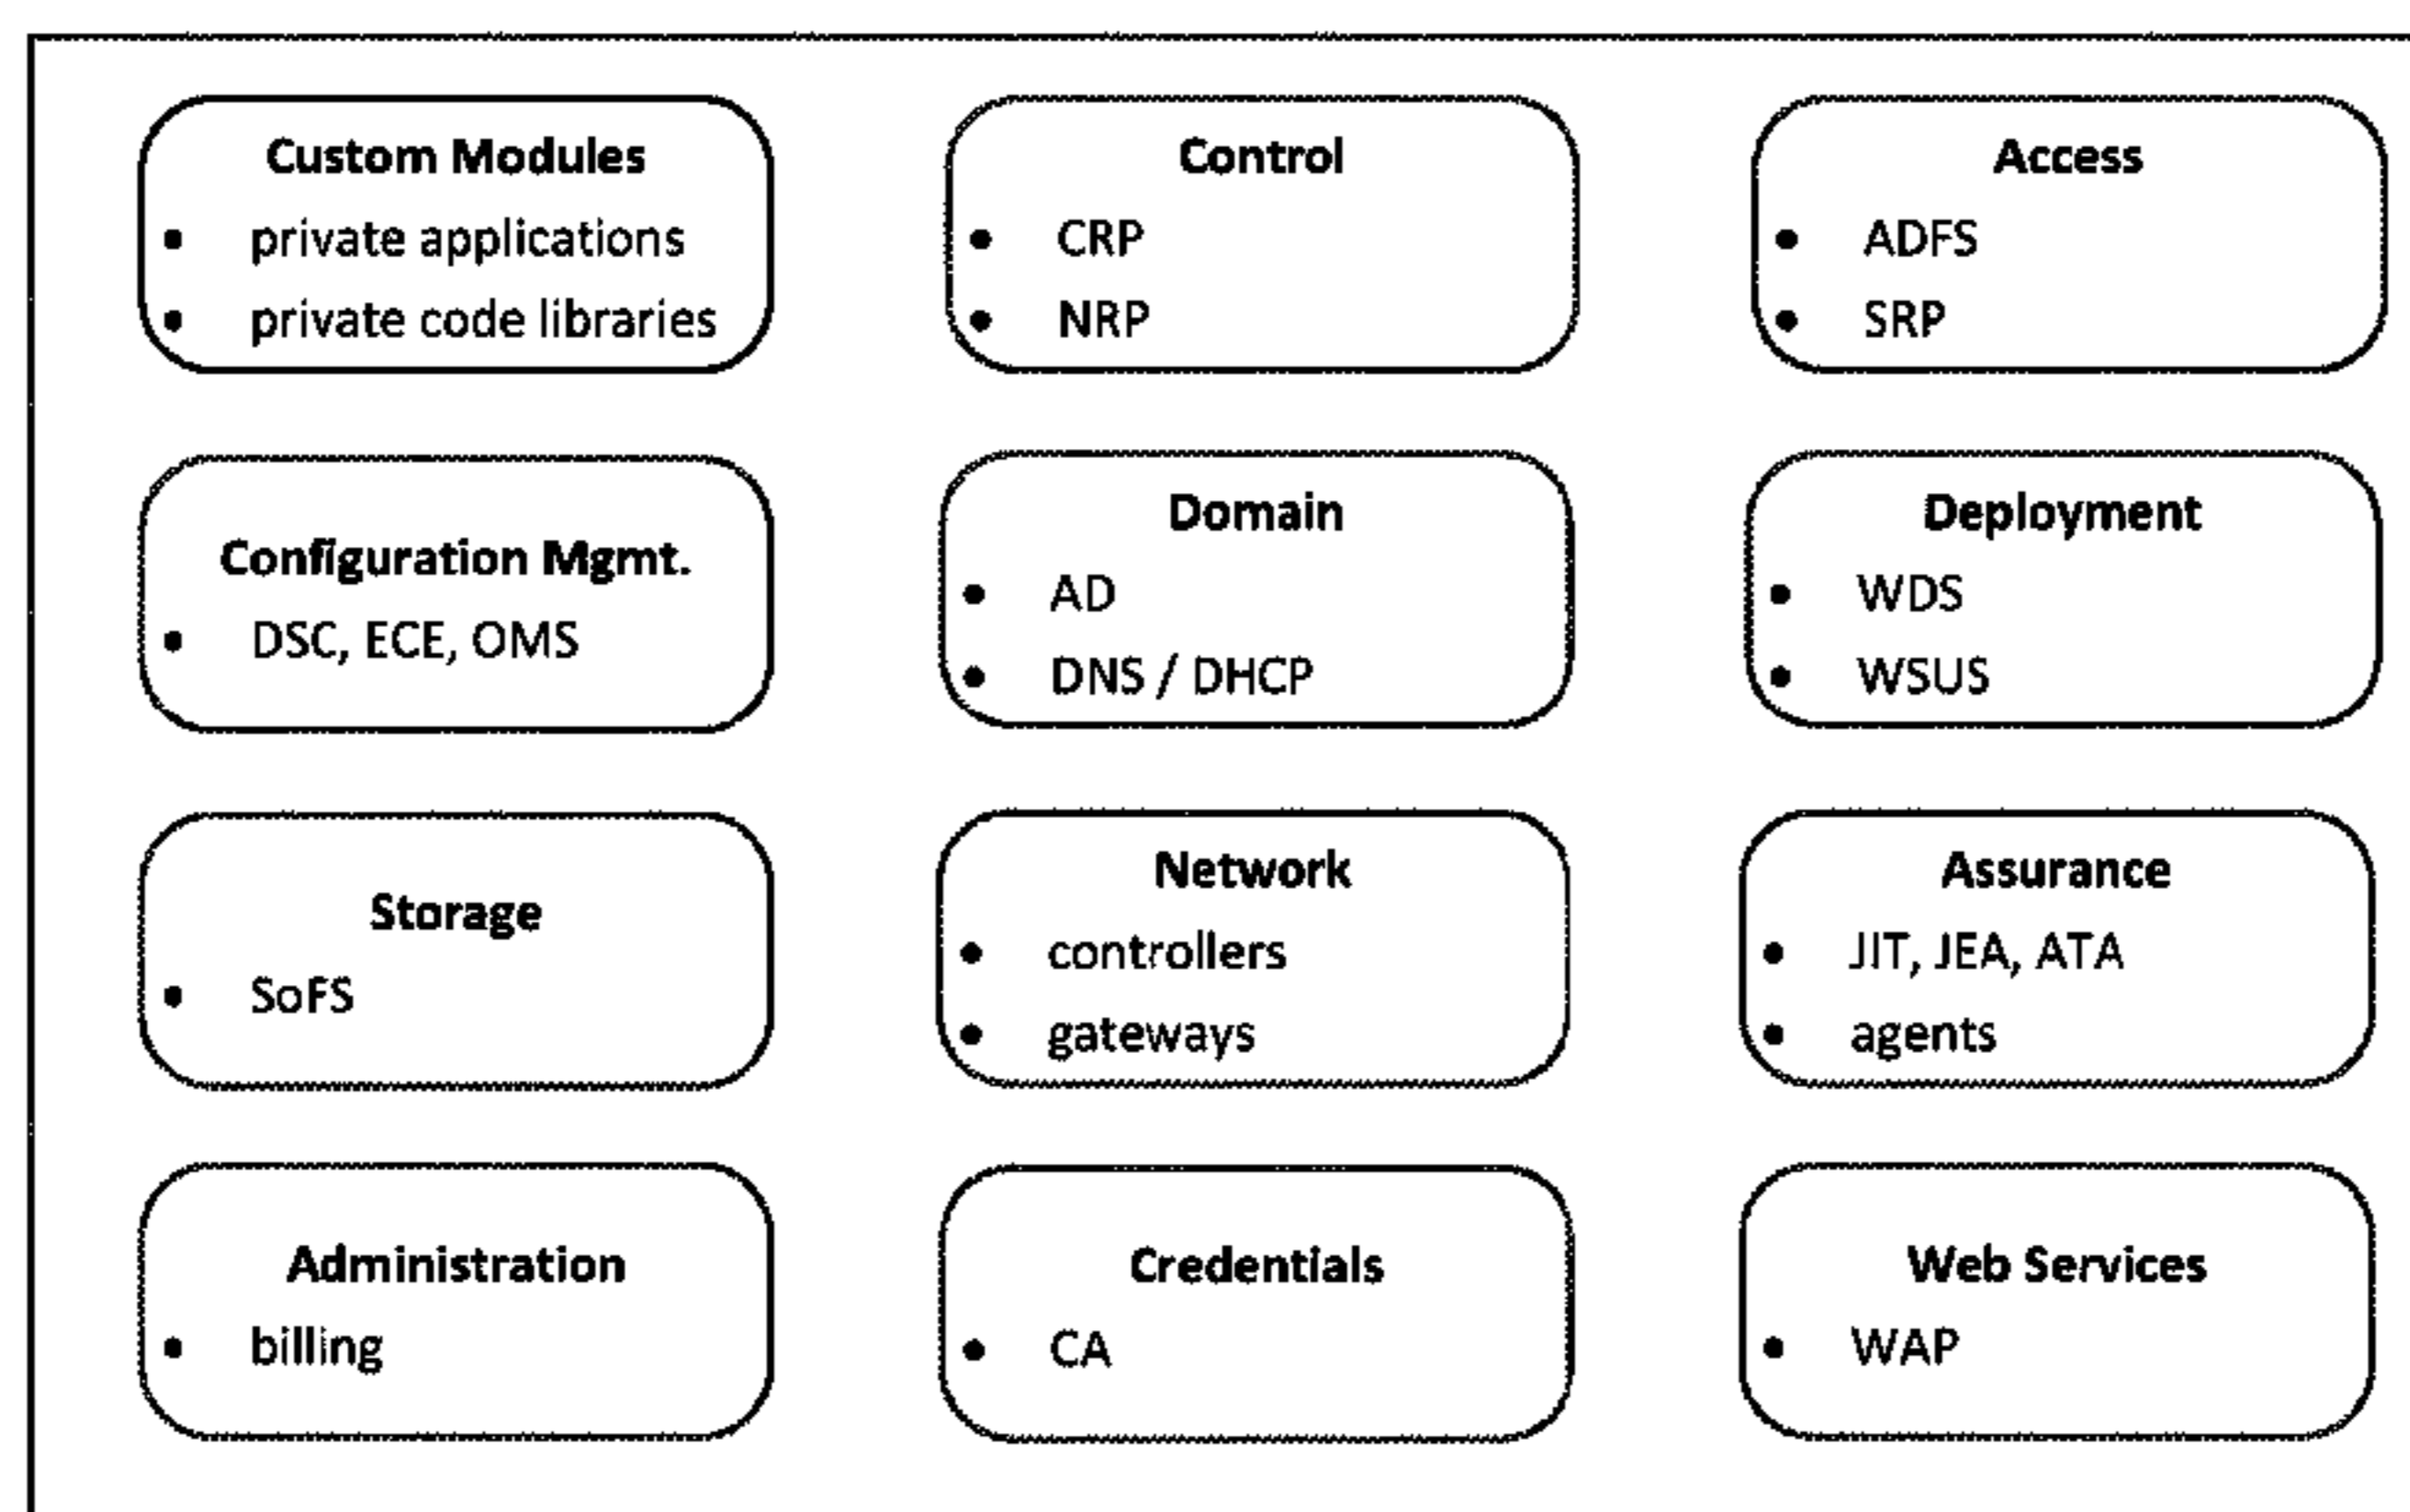 Custom Modules
• private applications
• private code libraries
Control
• CRP
• NRP
Access
• ADFS
• SRP
Configuration Mgmt.
• DSC, ECE, OMS
Domain
• AD
• DNS / DHCP
Deployment
• WDS
• WSUS
Storage
• SoFS
Network
• controllers
• gateways
Assurance
• JIT, JEA, ATA
• agents
Administration
• billing
Credentials
• CA
Web Services
• WAP